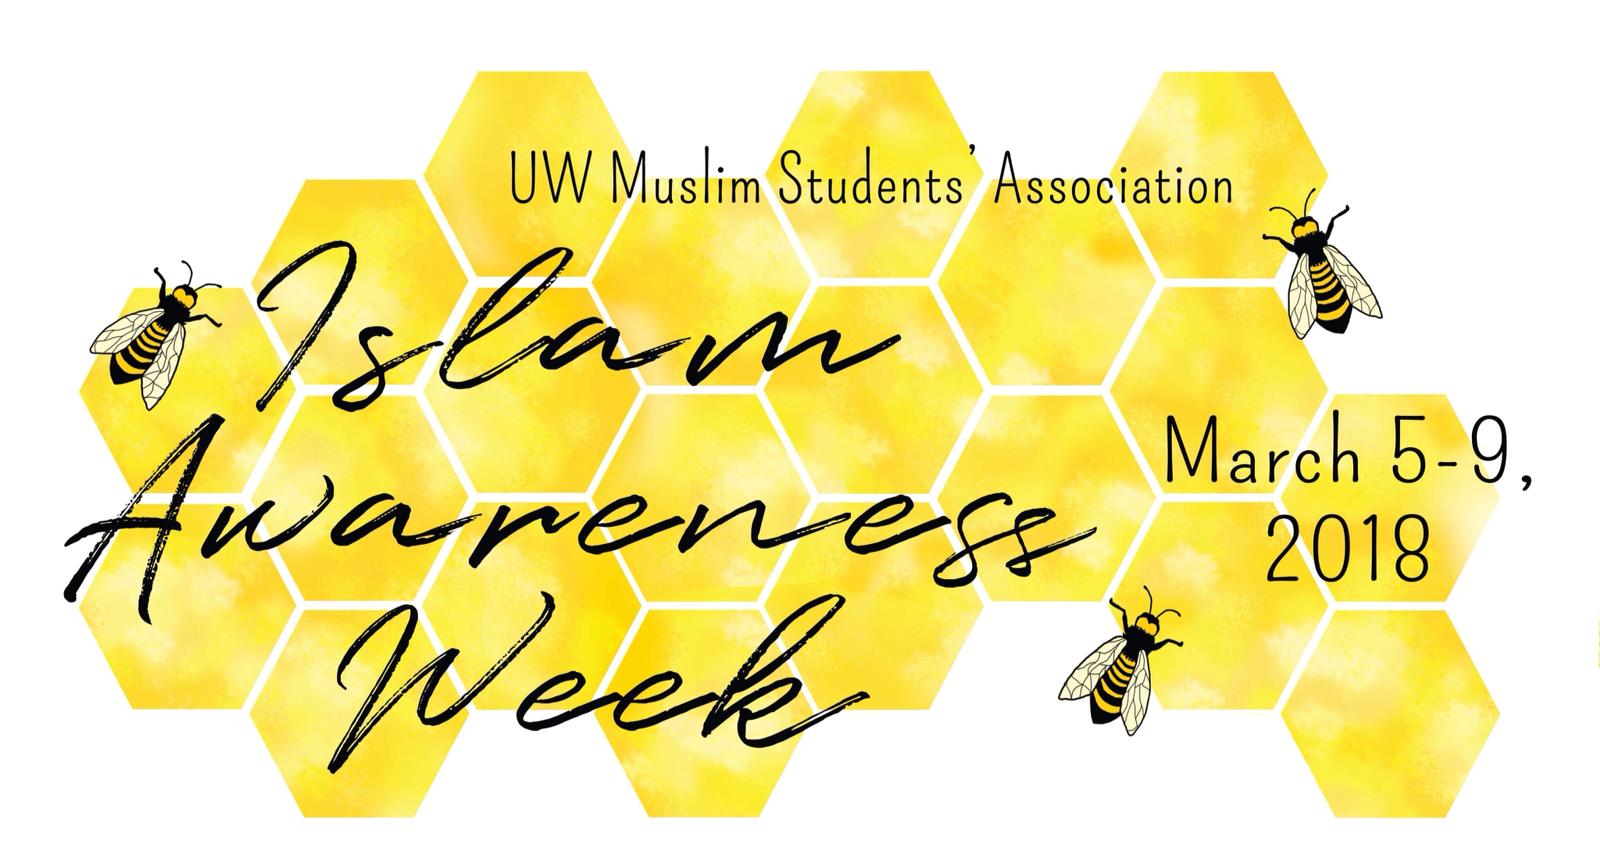 UW Muslim Students' Association
Islam
Awareness
Week
March 5-9,
2018